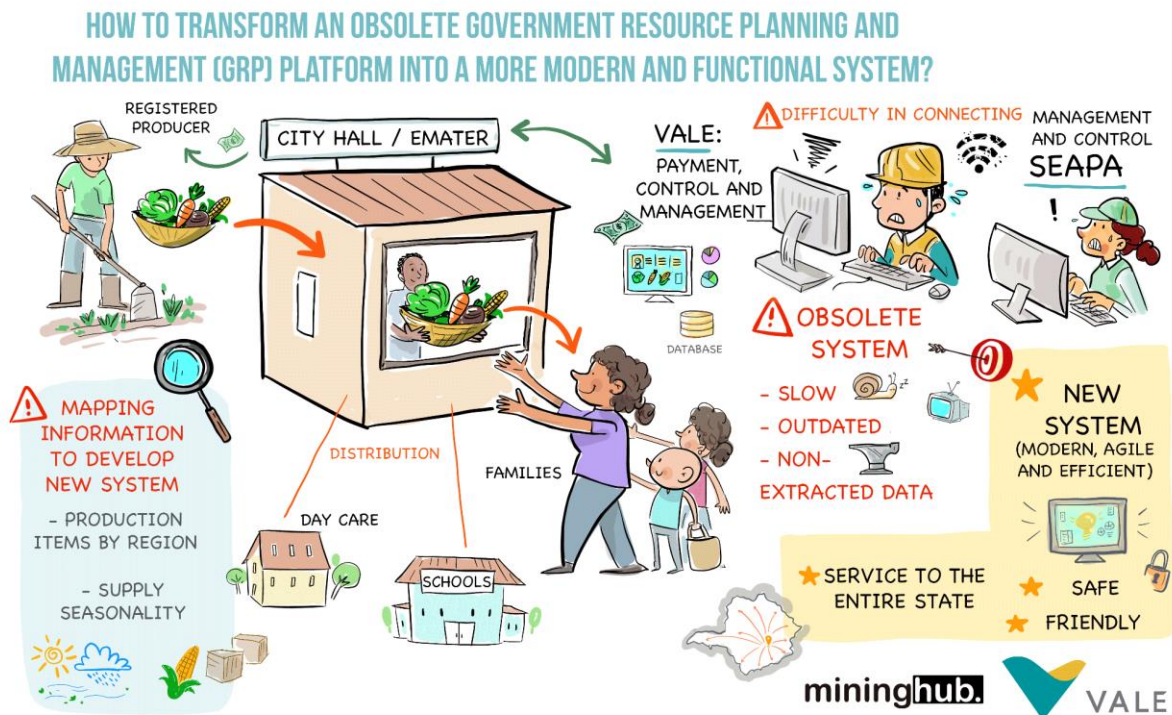 HOW TO TRANSFORM AN OBSOLETE GOVERNMENT RESOURCE PLANNING AND
MANAGEMENT (GRP) PLATFORM INTO A MORE MODERN AND FUNCTIONAL SYSTEM?
REGISTERED
PRODUCER
CITY HALL / EMATER
VALE:
PAYMENT,
CONTROL AND
MANAGEMENT
DATABASE
DIFFICULTY IN CONNECTING
MANAGEMENT
AND CONTROL
SEAPA
!
! OBSOLETE
SYSTEM
- SLOW
- OUTDATED
- NON-
EXTRACTED DATA
! MAPPING
INFORMATION
TO DEVELOP
NEW SYSTEM
- PRODUCTION
ITEMS BY REGION
- SUPPLY
SEASONALITY
DISTRIBUTION
DAY CARE
SCHOOLS
FAMILIES
NEW
SYSTEM
(MODERN, AGILE
AND EFFICIENT)
SERVICE TO THE
ENTIRE STATE
SAFE
FRIENDLY
mininghub.
VALE